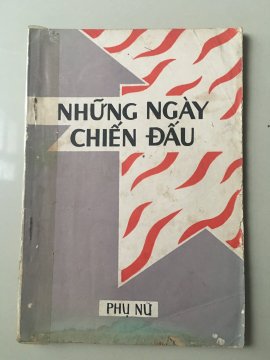 NHỮNG NGÀY
CHIẾN ĐẤU
PHỤ NỮ